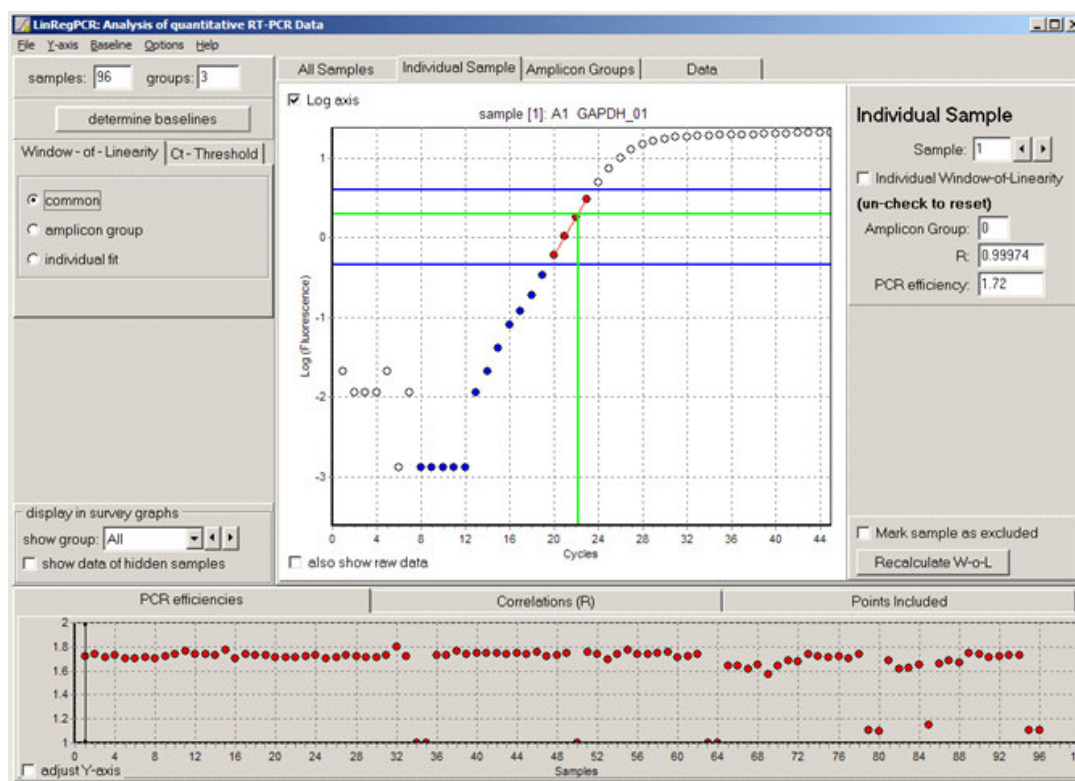 LinRegPCR: Analysis of quantitative RT-PCR Data
File Y-axis Baseline Options Help
samples: 96 groups: 3
determine baselines
Window - of - Linearity Ct - Threshold
common
amplicon group
individual fit
display in survey graphs
show group: All
show data of hidden samples
All Samples Individual Sample Amplicon Groups Data
Log axis
sample [1]: A1 GAPDH_01
Log (Fluorescence)
1
0
-1
-2
-3
0 4 8 12 16 20 24 28 32 36 40 44
Cycles
also show raw data
Individual Sample
Sample: 1
Individual Window-of-Linearity
(un-check to reset)
Amplicon Group: 0
R: 0.99974
PCR efficiency: 1.72
Mark sample as excluded
Recalculate W-o-L
PCR efficiencies Correlations (R) Points Included
2
1.8
1.6
1.4
1.2
1
0 4 8 12 16 20 24 28 32 36 40 44 48 52 56 60 64 68 72 76 80 84 88 92 96
Samples
adjust Y-axis